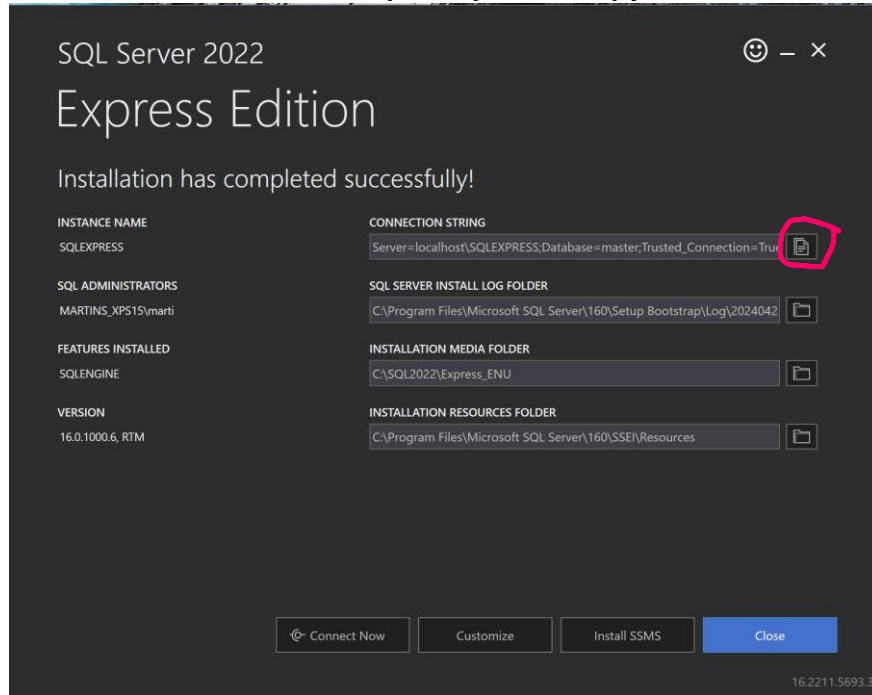 SQL Server 2022
Express Edition
Installation has completed successfully!
INSTANCE NAME
SQLEXPRESS
CONNECTION STRING
Server=localhost\SQLEXPRESS;Database=master;Trusted_Connection=True
SQL ADMINISTRATORS
MARTINS_XPS15\marti
SQL SERVER INSTALL LOG FOLDER
C:\Program Files\Microsoft SQL Server\160\Setup Bootstrap\Log\2024042
FEATURES INSTALLED
SQLENGINE
INSTALLATION MEDIA FOLDER
C:\SQL2022\Express_ENU
VERSION
16.0.1000.6, RTM
INSTALLATION RESOURCES FOLDER
C:\Program Files\Microsoft SQL Server\160\SSEI\Resources
Connect Now
Customize
Install SSMS
Close
16.2211.5693.3